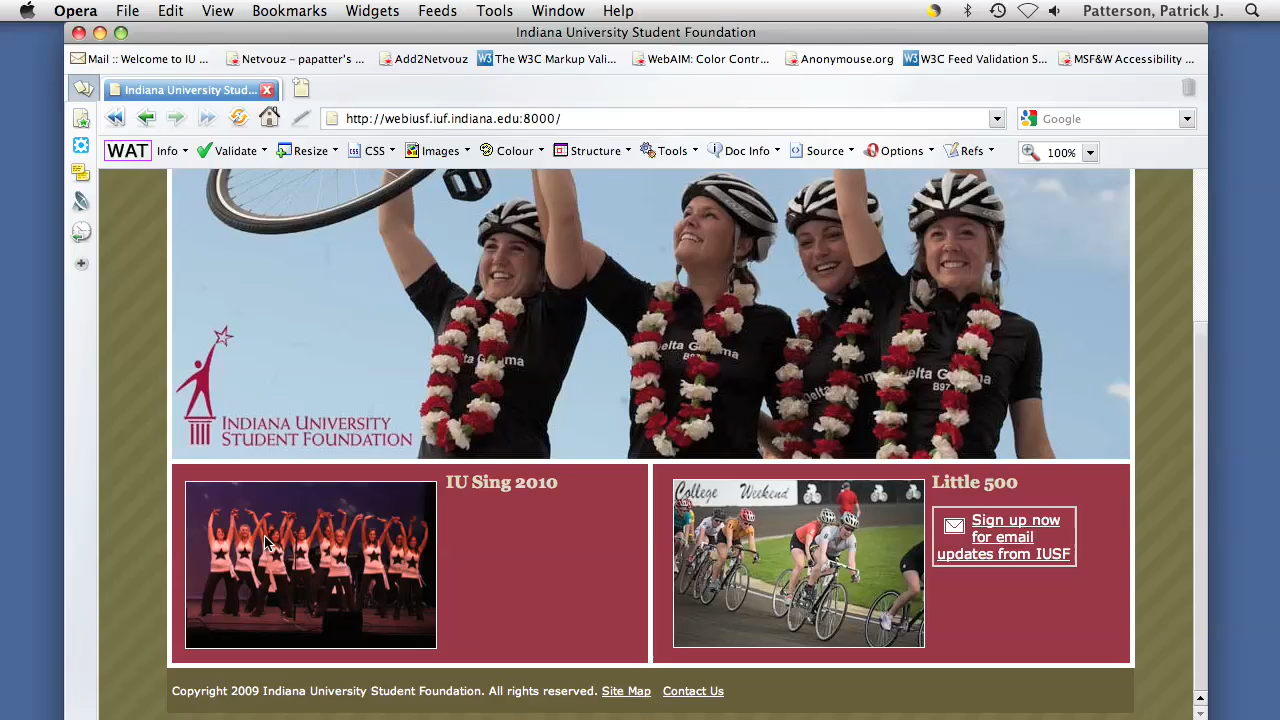 Opera File Edit View Bookmarks Widgets Feeds Tools Window Help Patterson, Patrick J.
Indiana University Student Foundation
Mail :: Welcome to IU ... Netvouz – papatter's ... Add2Netvouz The W3C Markup Vali... WebAIM: Color Contr... Anonymouse.org W3C Feed Validation S... MSF&W Accessibility ...
Indiana University Stud...
http://webiusf.iuf.indiana.edu:8000/ Google
WAT Info Validate Resize CSS Images Colour Structure Tools Doc Info Source Options Refs 100%
Delta Gamma
B97
INDIANA UNIVERSITY
STUDENT FOUNDATION
IU Sing 2010
Little 500
College Weekend
Sign up now
for email
updates from IUSF
Copyright 2009 Indiana University Student Foundation. All rights reserved. Site Map Contact Us